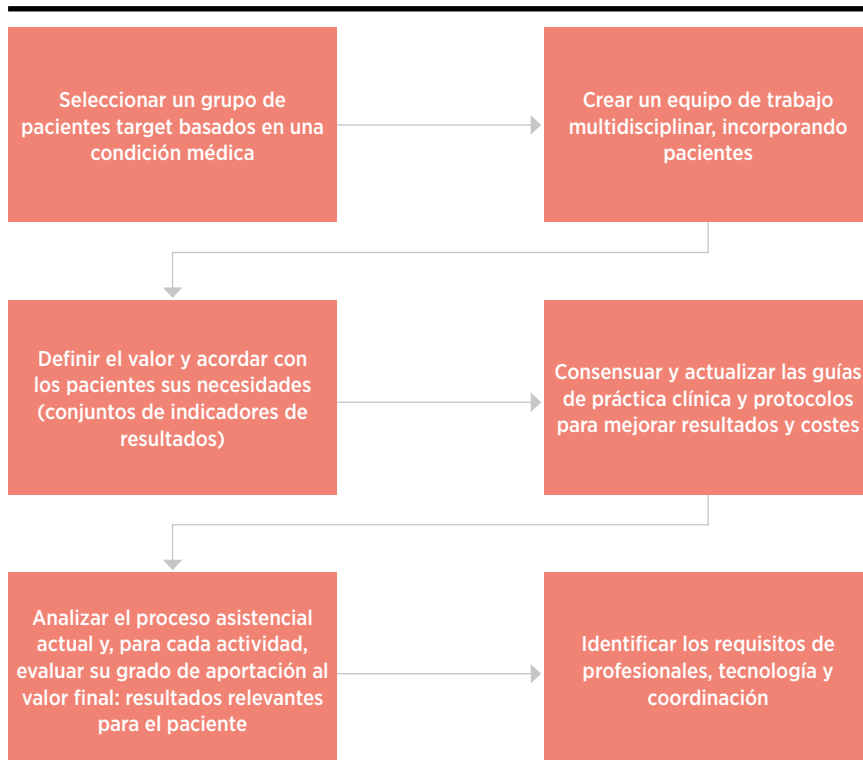 Seleccionar un grupo de
pacientes target basados en una
condición médica
Crear un equipo de trabajo
multidisciplinar, incorporando
pacientes
Definir el valor y acordar con
los pacientes sus necesidades
(conjuntos de indicadores de
resultados)
Consensuar y actualizar las guías
de práctica clínica y protocolos
para mejorar resultados y costes
Analizar el proceso asistencial
actual y, para cada actividad,
evaluar su grado de aportación al
valor final: resultados relevantes
para el paciente
Identificar los requisitos de
profesionales, tecnología y
coordinación